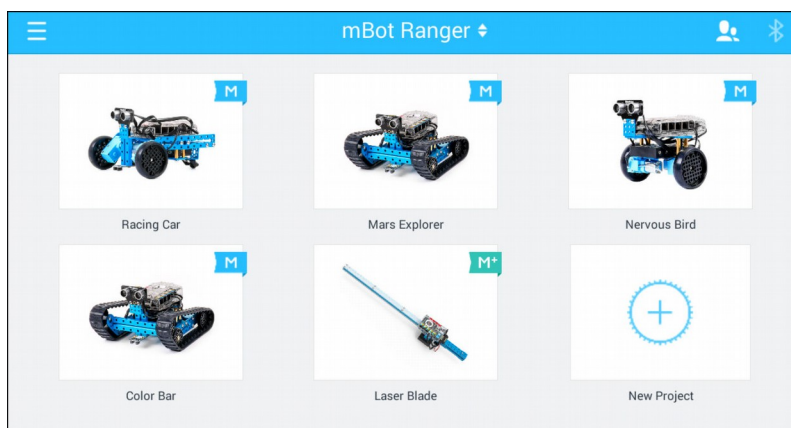 mBot Ranger
M
M
M
Racing Car
Mars Explorer
Nervous Bird
M
M+
Color Bar
Laser Blade
New Project